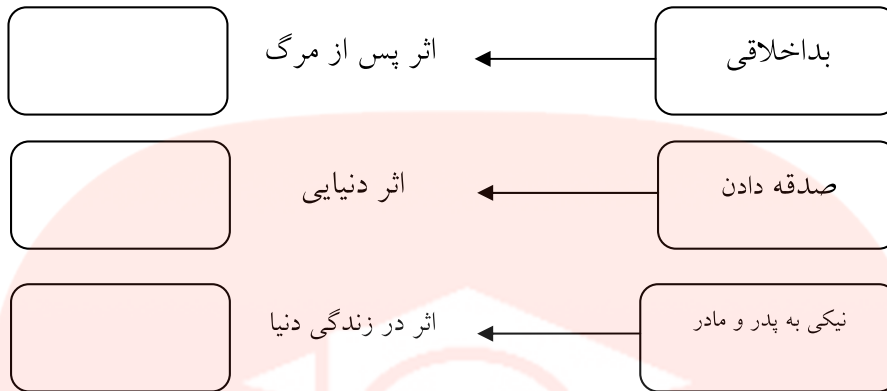 بداخلاقی اثر پس از مرگ
صدقه دادن اثر دنیایی
نیکی به پدر و مادر اثر در زندگی دنیا